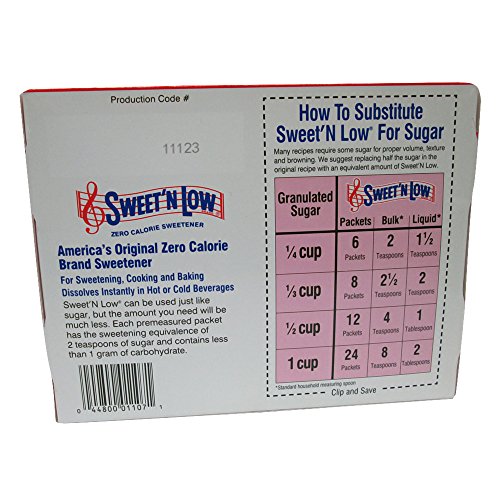 Production Code #
11123
SWEET'N LOW®
ZERO CALORIE SWEETENER
America's Original Zero Calorie
Brand Sweetener
For Sweetening, Cooking and Baking
Dissolves Instantly in Hot or Cold Beverages
Sweet'N Low® can be used just like
sugar, but the amount you need will be
much less. Each premeasured packet
has the sweetening equivalence of
2 teaspoons of sugar and contains less
than 1 gram of carbohydrate.
0 44800 01107 1
How To Substitute
Sweet'N Low® For Sugar
Many recipes require some sugar for proper volume, texture
and browning. We suggest replacing half the sugar in the
original recipe with an equivalent amount of Sweet'N Low.
Granulated
Sugar
SWEET'N LOW®
Packets Bulk* Liquid*
1/4 cup 6 Packets 2 Teaspoons 1½ Teaspoons
1/3 cup 8 Packets 2½ Teaspoons 2 Teaspoons
1/2 cup 12 Packets 4 Teaspoons 1 Tablespoon
1 cup 24 Packets 8 Teaspoons 2 Tablespoons
*Standard household measuring spoon
Clip and Save